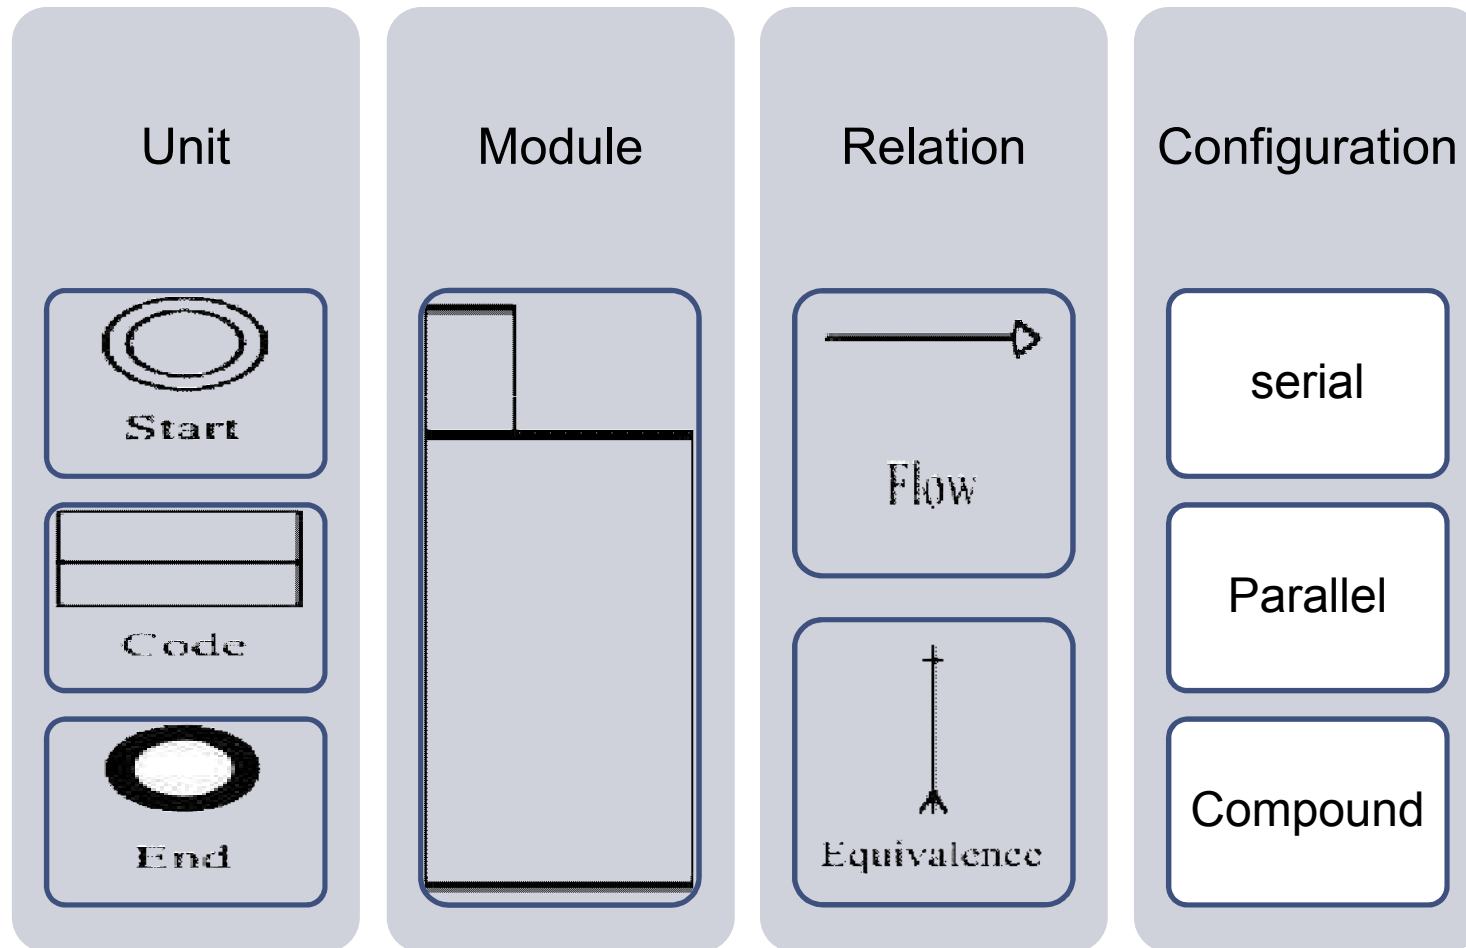 Unit
Start
Code
End
Module
Relation
Flow
Equivalence
Configuration
serial
Parallel
Compound